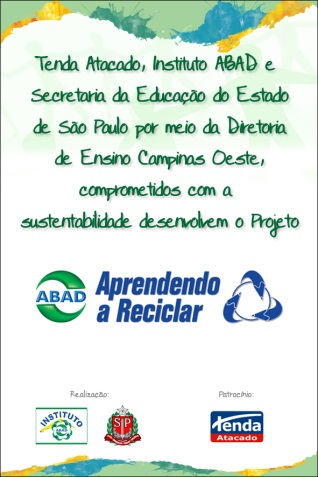 Tenda Atacado, Instituto ABAD e
Secretaria da Educação do Estado
de São Paulo por meio da Diretoria
de Ensino Campinas Oeste,
comprometidos com a
sustentabilidade desenvolvem o Projeto
ABAD
Aprendendo
a Reciclar
Realização:
Patrocínio:
INSTITUTO
SP
Tenda
Atacado